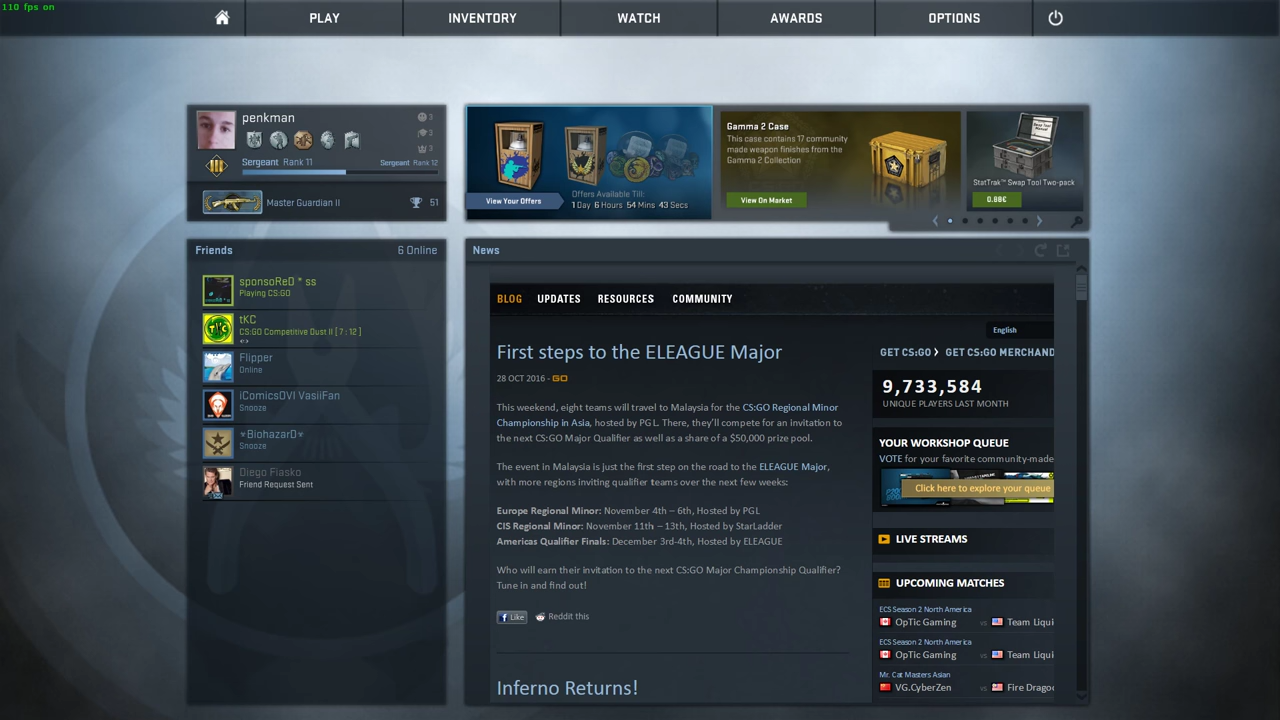 110 fps on
PLAY
INVENTORY
WATCH
AWARDS
OPTIONS
penkman
3
3
3
Sergeant Rank 11
Sergeant Rank 12
Master Guardian II
51
View Your Offers
Offers Available Till:
1 Day 6 Hours 54 Mins 43 Secs
Gamma 2 Case
This case contains 17 community
made weapon finishes from the
Gamma 2 Collection
View On Market
StatTrak™ Swap Tool Two-pack
0.88€
Friends
6 Online
sponsoReD * ss
Playing CS:GO
tKC
CS:GO Competitive Dust II [ 7 : 12 ]
Flipper
Online
iComicsOVI VasiiFan
Snooze
☣BiohazarD☣
Snooze
Diego Fiasko
Friend Request Sent
News
BLOG
UPDATES
RESOURCES
COMMUNITY
English
First steps to the ELEAGUE Major
28 OCT 2016 - GO
This weekend, eight teams will travel to Malaysia for the CS:GO Regional Minor
Championship in Asia, hosted by PGL. There, they'll compete for an invitation to
the next CS:GO Major Qualifier as well as a share of a $50,000 prize pool.
The event in Malaysia is just the first step on the road to the ELEAGUE Major,
with more regions inviting qualifier teams over the next few weeks:
Europe Regional Minor: November 4th – 6th, Hosted by PGL
CIS Regional Minor: November 11th – 13th, Hosted by StarLadder
Americas Qualifier Finals: December 3rd-4th, Hosted by ELEAGUE
Who will earn their invitation to the next CS:GO Major Championship Qualifier?
Tune in and find out!
Like
Reddit this
Inferno Returns!
GET CS:GO
GET CS:GO MERCHAND
9,733,584
UNIQUE PLAYERS LAST MONTH
YOUR WORKSHOP QUEUE
VOTE for your favorite community-made
Click here to explore your queue
LIVE STREAMS
UPCOMING MATCHES
ECS Season 2 North America
OpTic Gaming vs Team Liqui
ECS Season 2 North America
OpTic Gaming vs Team Liqui
Mr. Cat Masters Asian
VG.CyberZen vs Fire Drago